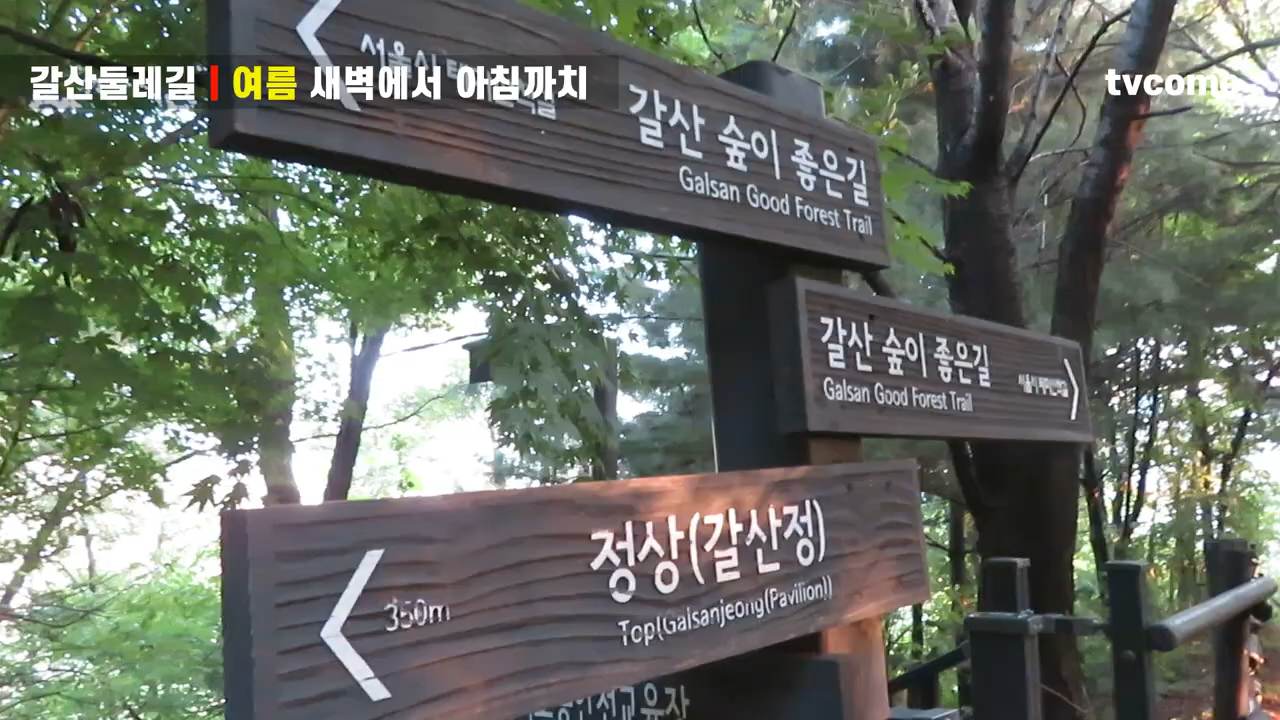 갈산둘레길 | 여름 새벽에서 아침까지
tvcomm
갈산 숲이 좋은길
Galsan Good Forest Trail
갈산 숲이 좋은길
Galsan Good Forest Trail
정상(갈산정)
350m
Top(Galsanjeong(Pavilion))